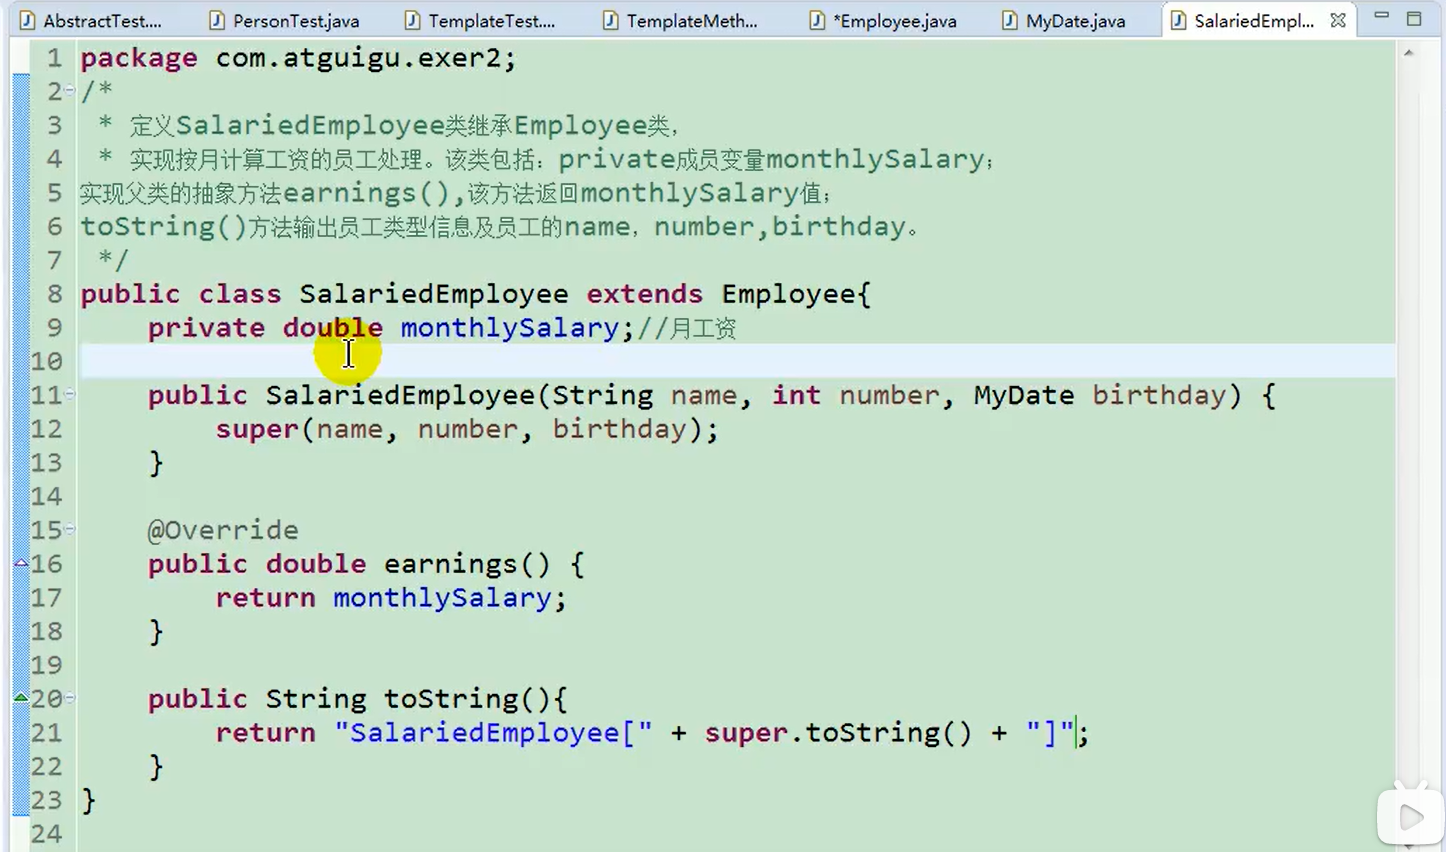 AbstractTest.... PersonTest.java TemplateTest.... TemplateMeth... *Employee.java MyDate.java SalariedEmpl...
1 package com.atguigu.exer2;
2 /*
3 * 定义SalariedEmployee类继承Employee类,
4 * 实现按月计算工资的员工处理。该类包括：private成员变量monthlySalary；
5 实现父类的抽象方法earnings(),该方法返回monthlySalary值；
6 toString()方法输出员工类型信息及员工的name，number,birthday。
7 */
8 public class SalariedEmployee extends Employee{
9 private double monthlySalary;//月工资
10
11 public SalariedEmployee(String name, int number, MyDate birthday) {
12 super(name, number, birthday);
13 }
14
15 @Override
16 public double earnings() {
17 return monthlySalary;
18 }
19
20 public String toString(){
21 return "SalariedEmployee[" + super.toString() + "]";
22 }
23 }
24